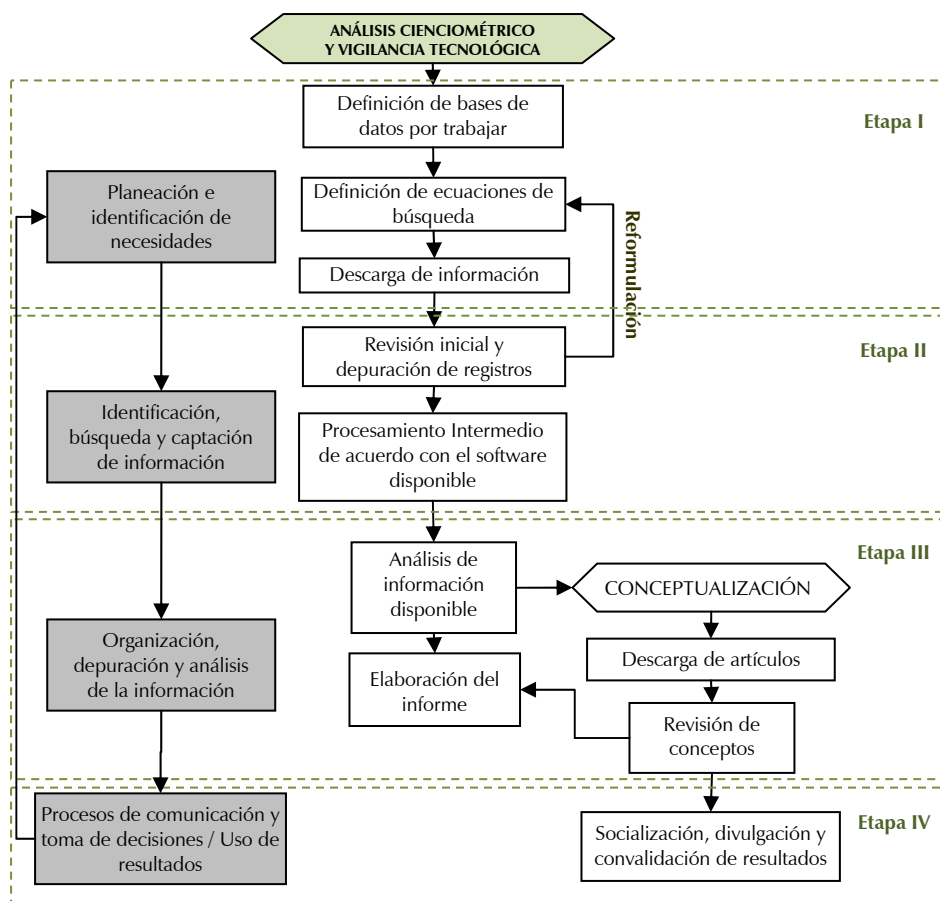 ANÁLISIS CIENCIOMÉTRICO
Y VIGILANCIA TECNOLÓGICA
Etapa I
Definición de bases de
datos por trabajar
Planeación e
identificación de
necesidades
Definición de ecuaciones de
búsqueda
Reformulación
Descarga de información
Etapa II
Revisión inicial y
depuración de registros
Identificación,
búsqueda y captación
de información
Procesamiento Intermedio
de acuerdo con el software
disponible
Etapa III
Análisis de
información
disponible
CONCEPTUALIZACIÓN
Organización,
depuración y análisis
de la información
Descarga de artículos
Elaboración del
informe
Revisión de
conceptos
Etapa IV
Procesos de comunicación y
toma de decisiones / Uso de
resultados
Socialización, divulgación y
convalidación de resultados